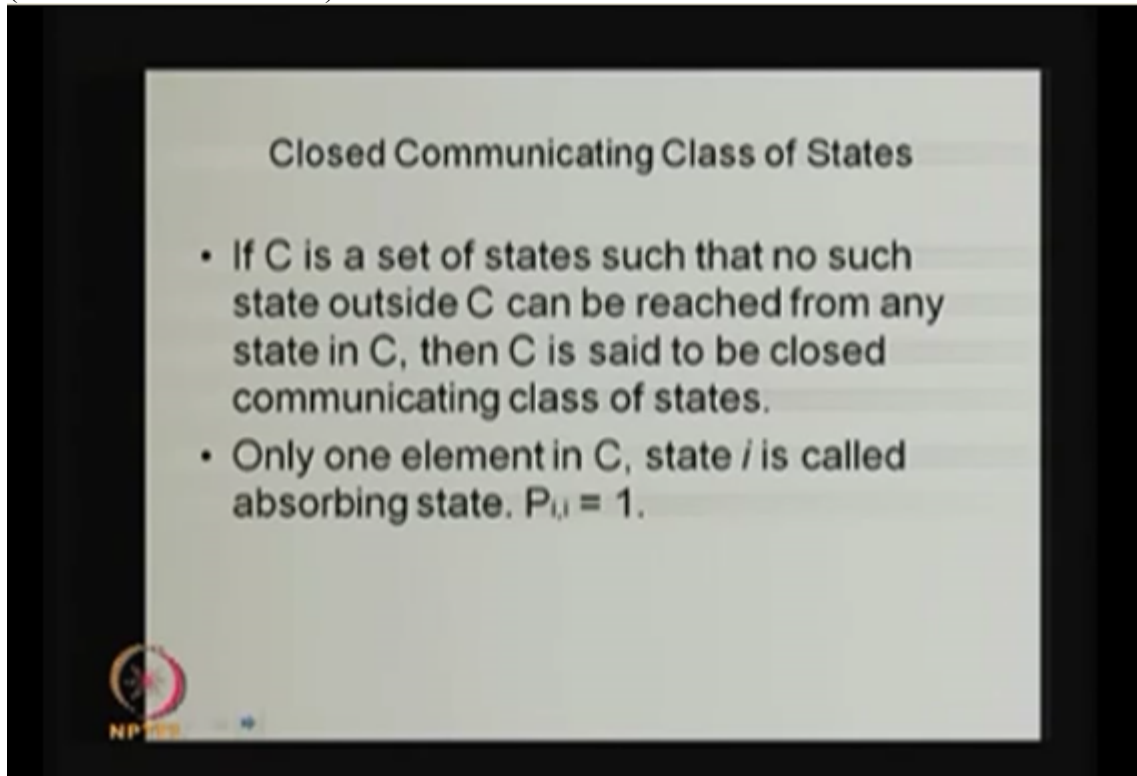 Closed Communicating Class of States
• If C is a set of states such that no such
state outside C can be reached from any
state in C, then C is said to be closed
communicating class of states.
• Only one element in C, state i is called
absorbing state. Pi,i = 1.
NPTEL